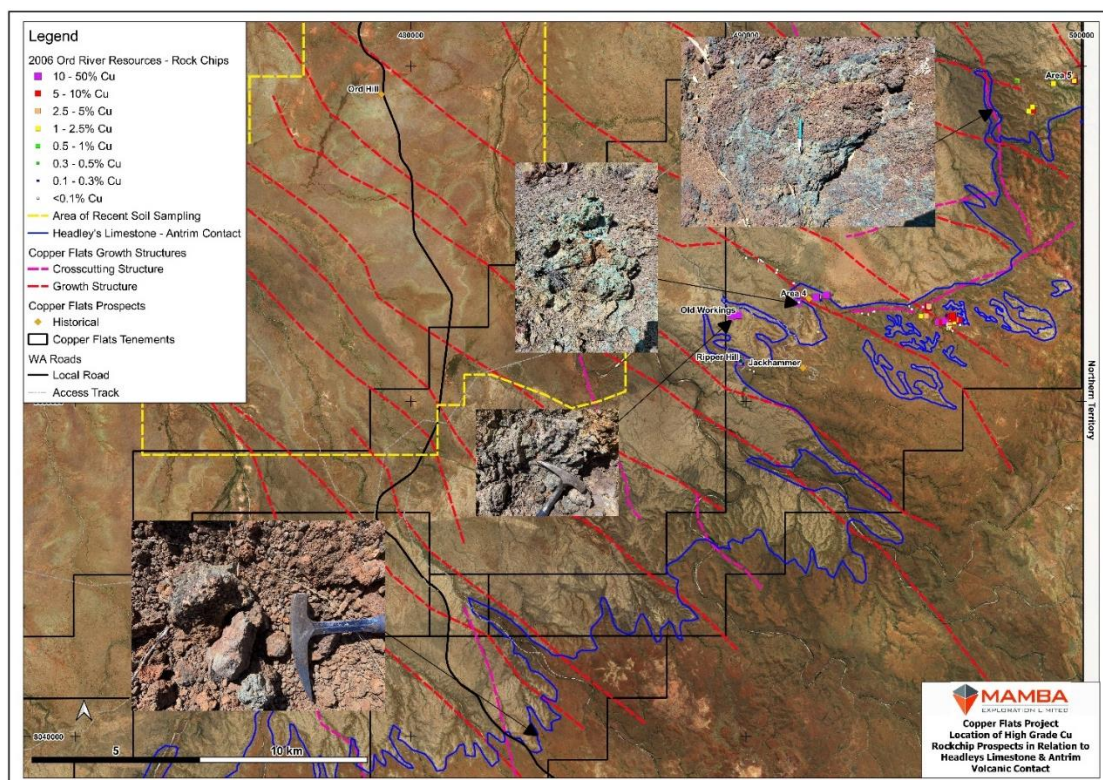 Legend
2006 Ord River Resources - Rock Chips
10 - 50% Cu
5 - 10% Cu
2.5 - 5% Cu
1 - 2.5% Cu
0.5 - 1% Cu
0.3 - 0.5% Cu
0.1 - 0.3% Cu
<0.1% Cu
Area of Recent Soil Sampling
Headley's Limestone - Antrim Contact
Copper Flats Growth Structures
Crosscutting Structure
Growth Structure
Copper Flats Prospects
Historical
Copper Flats Tenements
WA Roads
Local Road
Access Track
480000
490000
500000
Ord Hill
Area 5
Area 4
Old Workings
Ripper Hill
Jackhammer
Northern Territory
8040000
5
10 km
MAMBA
EXPLORATION LIMITED
Copper Flats Project
Location of High Grade Cu
Rockchip Prospects in Relation to
Headleys Limestone & Antrim
Volcanic Contact